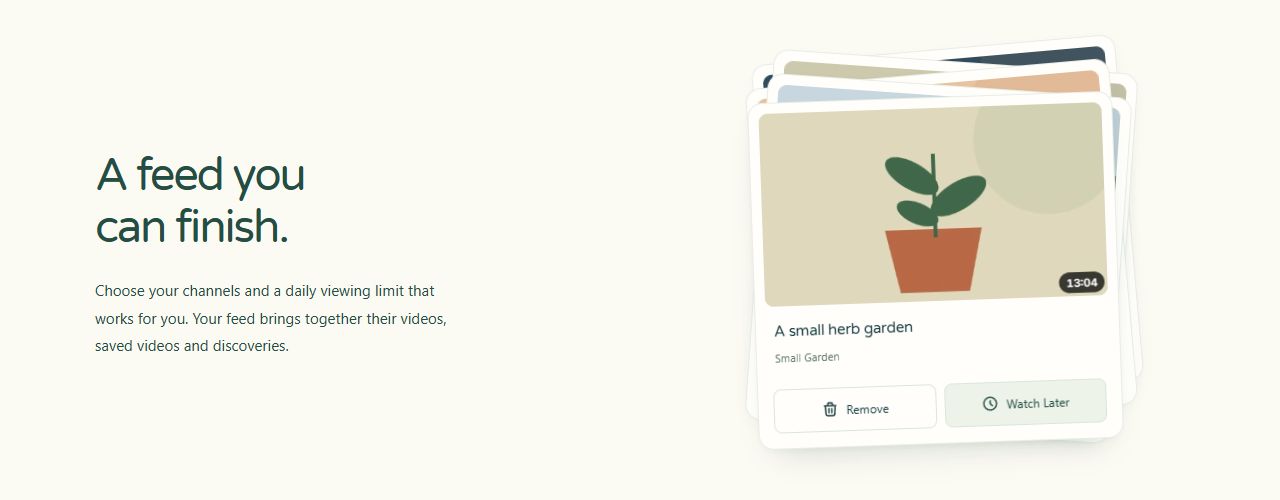 A feed you
can finish.
Choose your channels and a daily viewing limit that
works for you. Your feed brings together their videos,
saved videos and discoveries.
13:04
A small herb garden
Small Garden
Remove
Watch Later